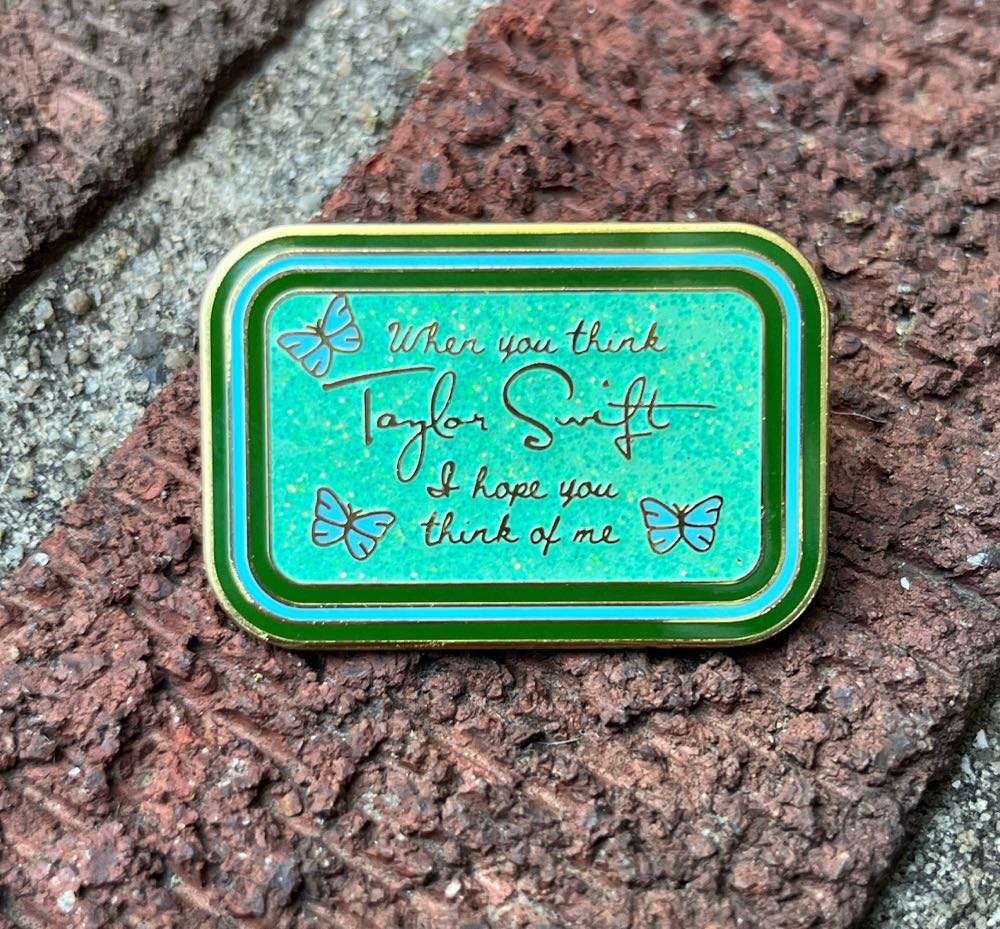 When you think
Taylor Swift
I hope you
think of me